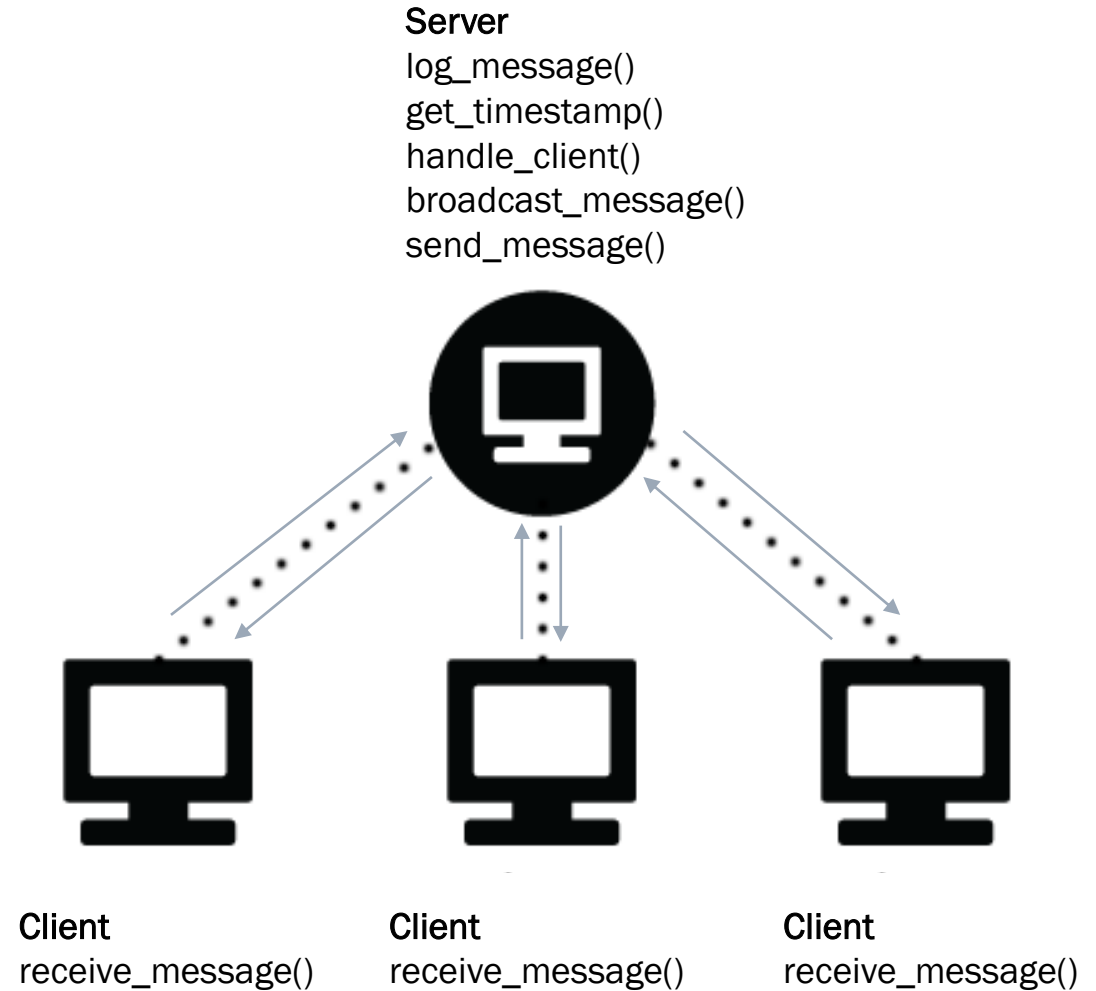 Server
log_message()
get_timestamp()
handle_client()
broadcast_message()
send_message()
Client
receive_message()
Client
receive_message()
Client
receive_message()